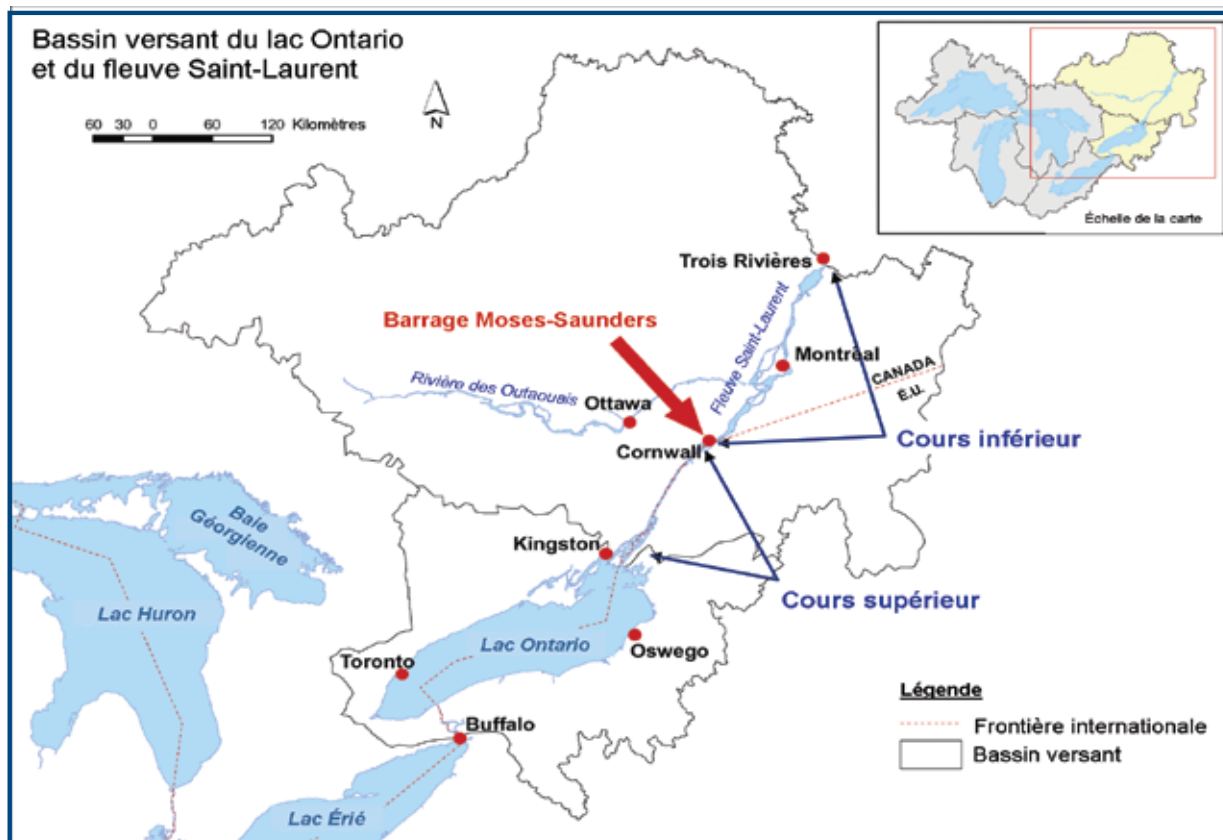 Bassin versant du lac Ontario
et du fleuve Saint-Laurent
N
60 30 0 60 120 Kilomètres
Échelle de la carte
Trois Rivières
Barrage Moses-Saunders
Fleuve Saint-Laurent
Montréal
CANADA
É.U.
Rivière des Outaouais
Ottawa
Cours inférieur
Cornwall
Baie
Géorgienne
Kingston
Cours supérieur
Lac Huron
Lac Ontario
Oswego
Toronto
Légende
Buffalo
Frontière internationale
Bassin versant
Lac Érié